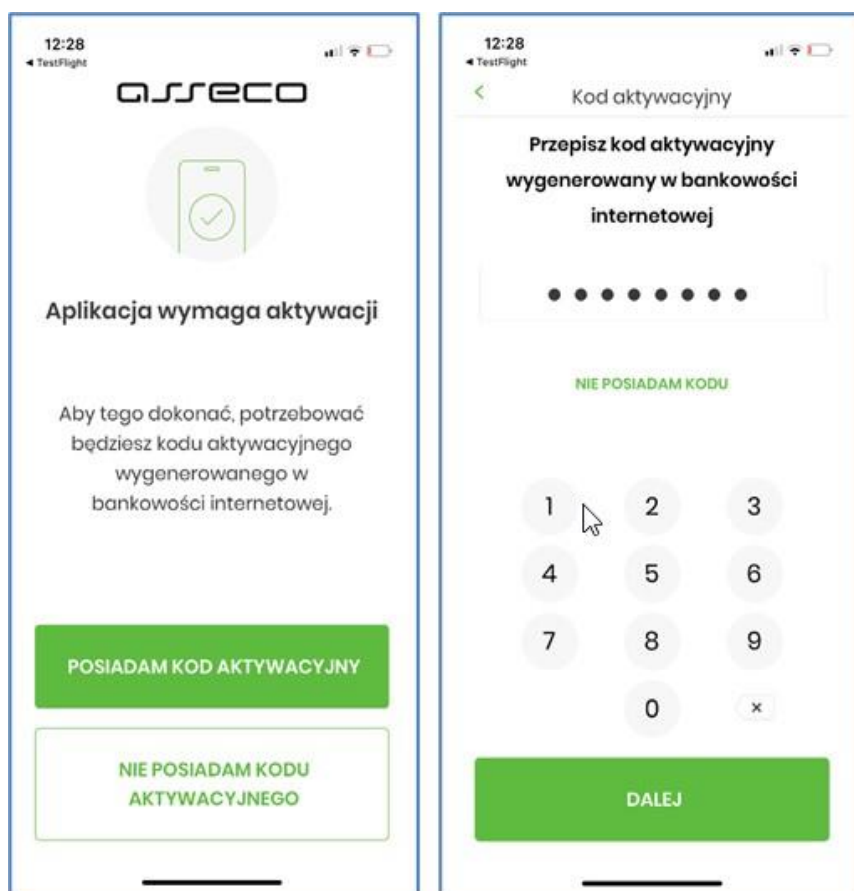 12:28
◀ TestFlight
asseco
Aplikacja wymaga aktywacji
Aby tego dokonać, potrzebować
będziesz kodu aktywacyjnego
wygenerowanego w
bankowości internetowej.
POSIADAM KOD AKTYWACYJNY
NIE POSIADAM KODU
AKTYWACYJNEGO
12:28
◀ TestFlight
Kod aktywacyjny
Przepisz kod aktywacyjny
wygenerowany w bankowości
internetowej
NIE POSIADAM KODU
1 2 3
4 5 6
7 8 9
0
DALEJ